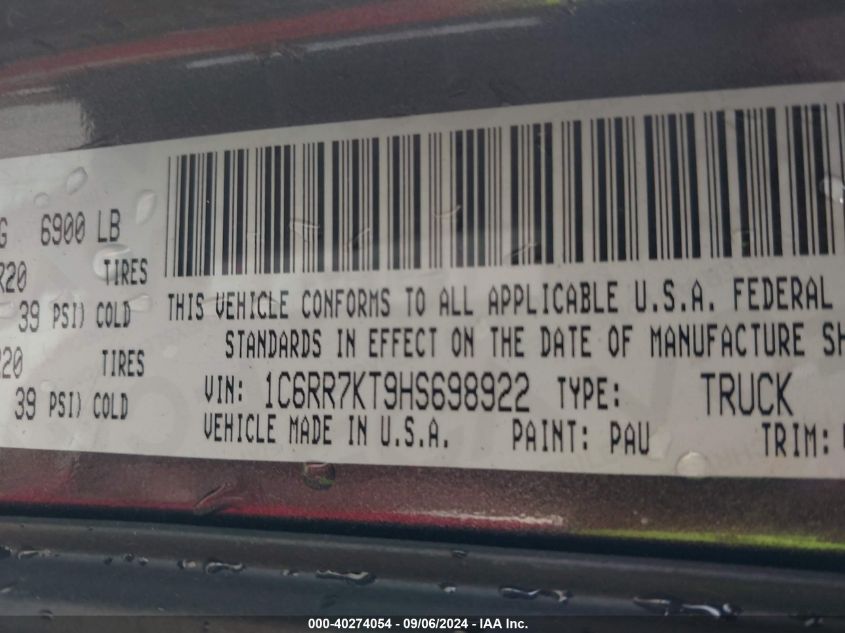 G 6900 LB
R20 TIRES
39 PSI) COLD
R20 TIRES
39 PSI) COLD
THIS VEHICLE CONFORMS TO ALL APPLICABLE U.S.A. FEDERAL
STANDARDS IN EFFECT ON THE DATE OF MANUFACTURE SH
VIN: 1C6RR7KT9HS698922 TYPE: TRUCK
VEHICLE MADE IN U.S.A. PAINT: PAU TRIM:
000-40274054 - 09/06/2024 - IAA Inc.